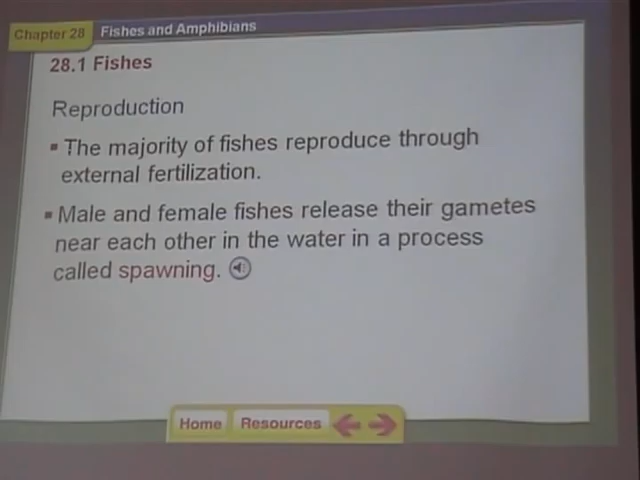 Chapter 28 Fishes and Amphibians
28.1 Fishes
Reproduction
▪ The majority of fishes reproduce through
external fertilization.
▪ Male and female fishes release their gametes
near each other in the water in a process
called spawning.
Home Resources